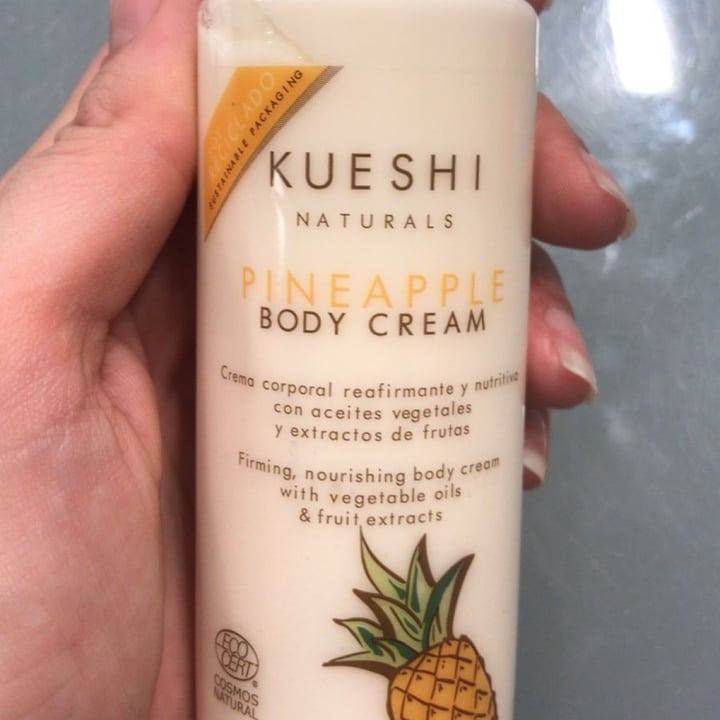 RECICLADO
SUSTAINABLE PACKAGING
KUESHI
NATURALS
PINEAPPLE
BODY CREAM
Crema corporal reafirmante y nutritiva
con aceites vegetales
y extractos de frutas
Firming, nourishing body cream
with vegetable oils
& fruit extracts
ECO
CERT
®
COSMOS
NATURAL